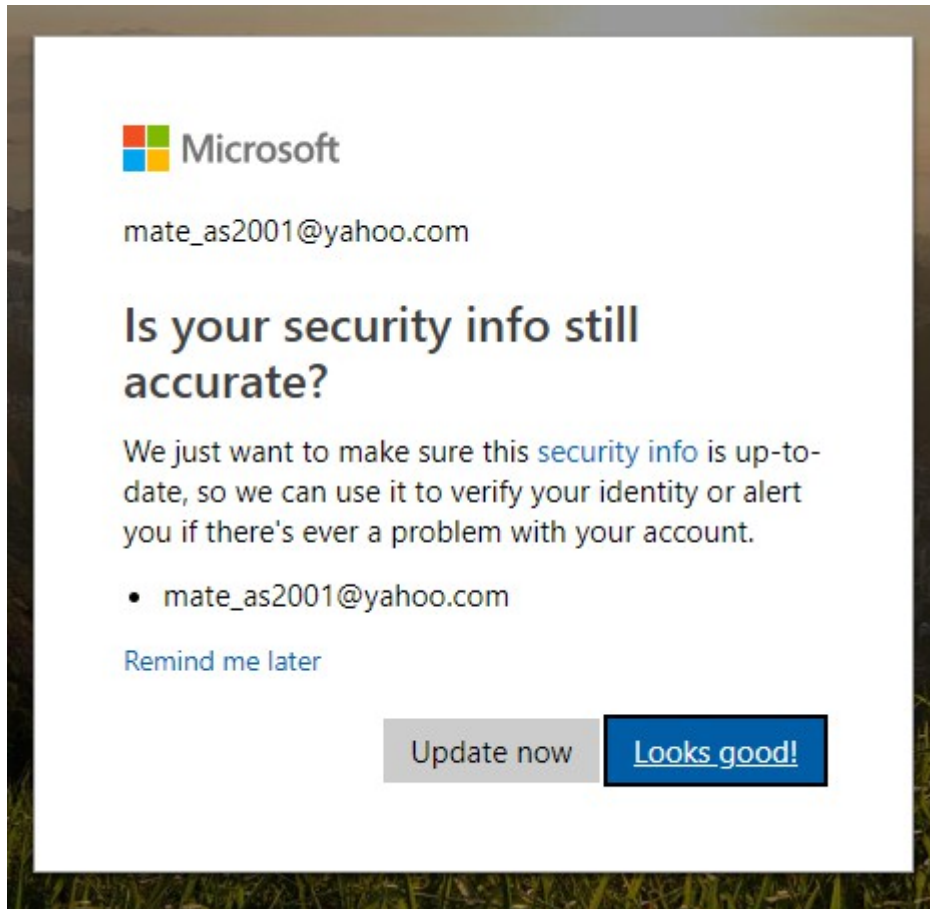 Microsoft
mate_as2001@yahoo.com
Is your security info still
accurate?
We just want to make sure this security info is up-to-
date, so we can use it to verify your identity or alert
you if there's ever a problem with your account.
• mate_as2001@yahoo.com
Remind me later
Update now
Looks good!